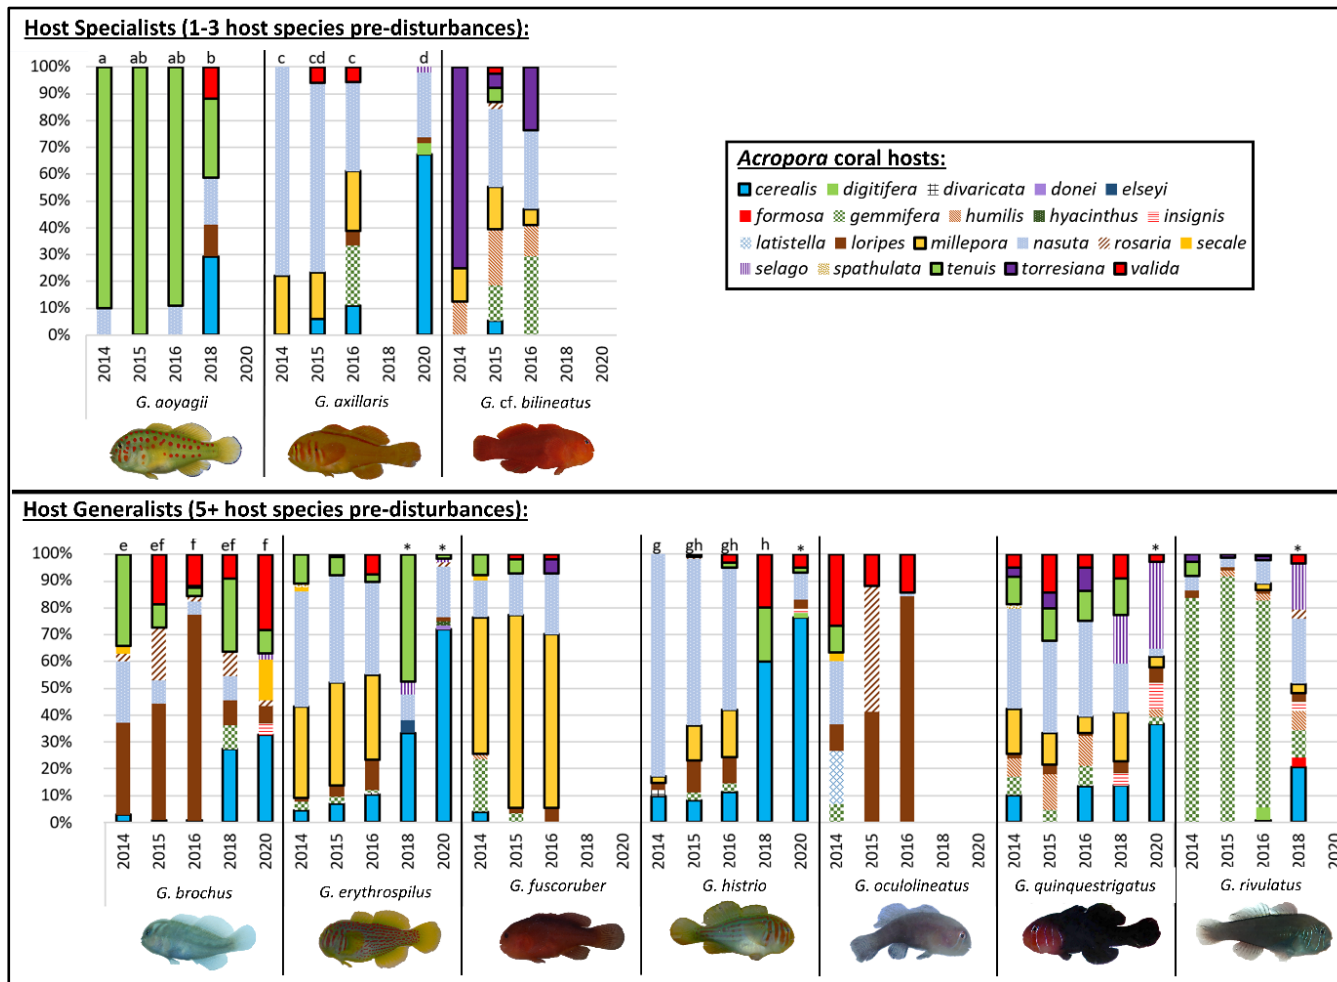 Host Specialists (1-3 host species pre-disturbances):
a ab ab b c cd c d
100%
90%
80%
70%
60%
50%
40%
30%
20%
10%
0%
2014 2015 2016 2018 2020 2014 2015 2016 2018 2020 2014 2015 2016 2018 2020
G. aoyagii G. axillaris G. cf. bilineatus
Acropora coral hosts:
cerealis digitifera divaricata donei elseyi
formosa gemmifera humilis hyacinthus insignis
latistella loripes millepora nasuta rosaria secale
selago spathulata tenuis torresiana valida
Host Generalists (5+ host species pre-disturbances):
e ef f ef f * * g gh gh h * * *
100%
90%
80%
70%
60%
50%
40%
30%
20%
10%
0%
2014 2015 2016 2018 2020 2014 2015 2016 2018 2020 2014 2015 2016 2018 2020 2014 2015 2016 2018 2020 2014 2015 2016 2018 2020 2014 2015 2016 2018 2020 2014 2015 2016 2018 2020
G. brochus G. erythrospilus G. fuscoruber G. histrio G. oculolineatus G. quinquestrigatus G. rivulatus